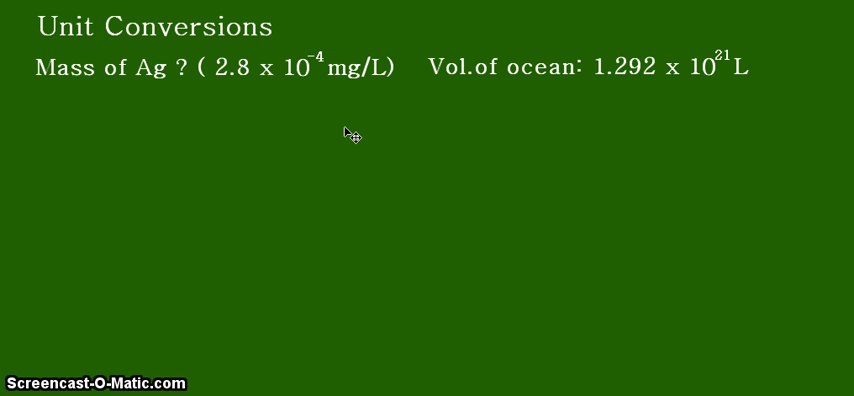 Unit Conversions
Mass of Ag ? ( 2.8 x 10⁻⁴ mg/L) Vol.of ocean: 1.292 x 10²¹ L
Screencast-O-Matic.com